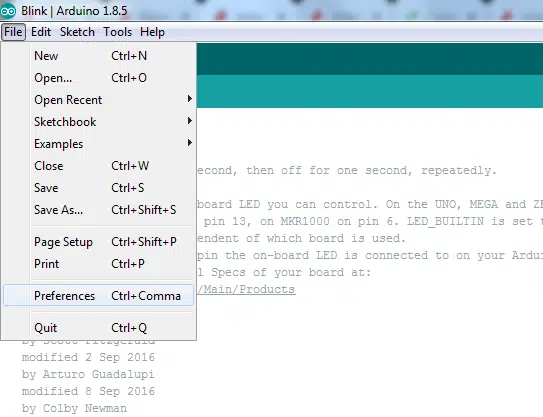 Blink | Arduino 1.8.5
File Edit Sketch Tools Help
New Ctrl+N
Open... Ctrl+O
Open Recent
Sketchbook
Examples
Close Ctrl+W
Save Ctrl+S
Save As... Ctrl+Shift+S
Page Setup Ctrl+Shift+P
Print Ctrl+P
Preferences Ctrl+Comma
Quit Ctrl+Q
econd, then off for one second, repeatedly.
board LED you can control. On the UNO, MEGA and ZE
pin 13, on MKR1000 on pin 6. LED_BUILTIN is set t
endent of which board is used.
pin the on-board LED is connected to on your Ardui
l Specs of your board at:
/Main/Products
by Scott Fitzgerald
modified 2 Sep 2016
by Arturo Guadalupi
modified 8 Sep 2016
by Colby Newman